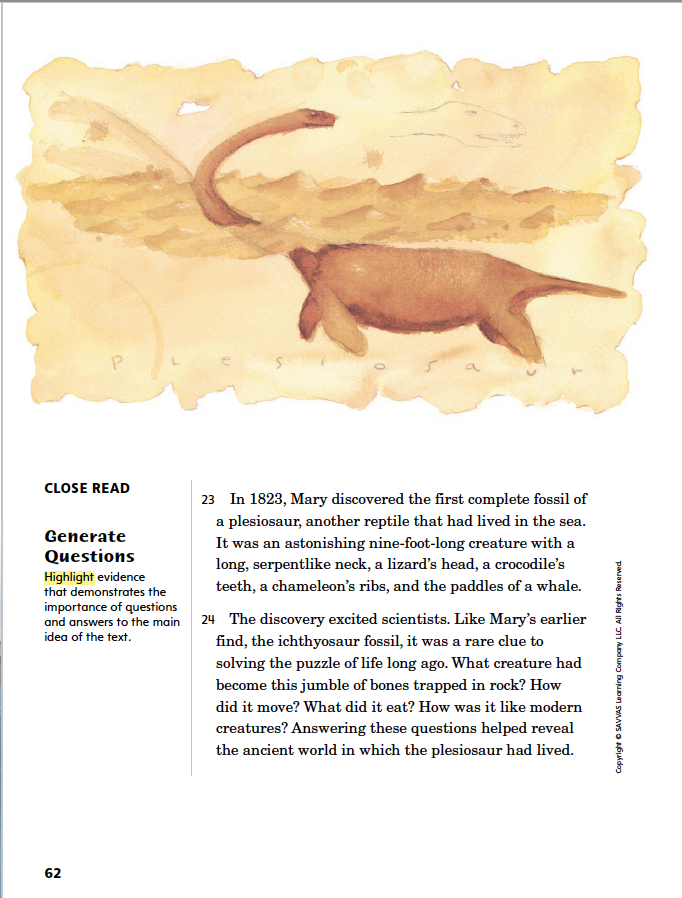 Plesiosaur
CLOSE READ
Generate
Questions
Highlight evidence
that demonstrates the
importance of questions
and answers to the main
idea of the text.
23 In 1823, Mary discovered the first complete fossil of
a plesiosaur, another reptile that had lived in the sea.
It was an astonishing nine-foot-long creature with a
long, serpentlike neck, a lizard’s head, a crocodile’s
teeth, a chameleon’s ribs, and the paddles of a whale.
24 The discovery excited scientists. Like Mary’s earlier
find, the ichthyosaur fossil, it was a rare clue to
solving the puzzle of life long ago. What creature had
become this jumble of bones trapped in rock? How
did it move? What did it eat? How was it like modern
creatures? Answering these questions helped reveal
the ancient world in which the plesiosaur had lived.
Copyright © SAVVAS Learning Company LLC. All Rights Reserved.
62